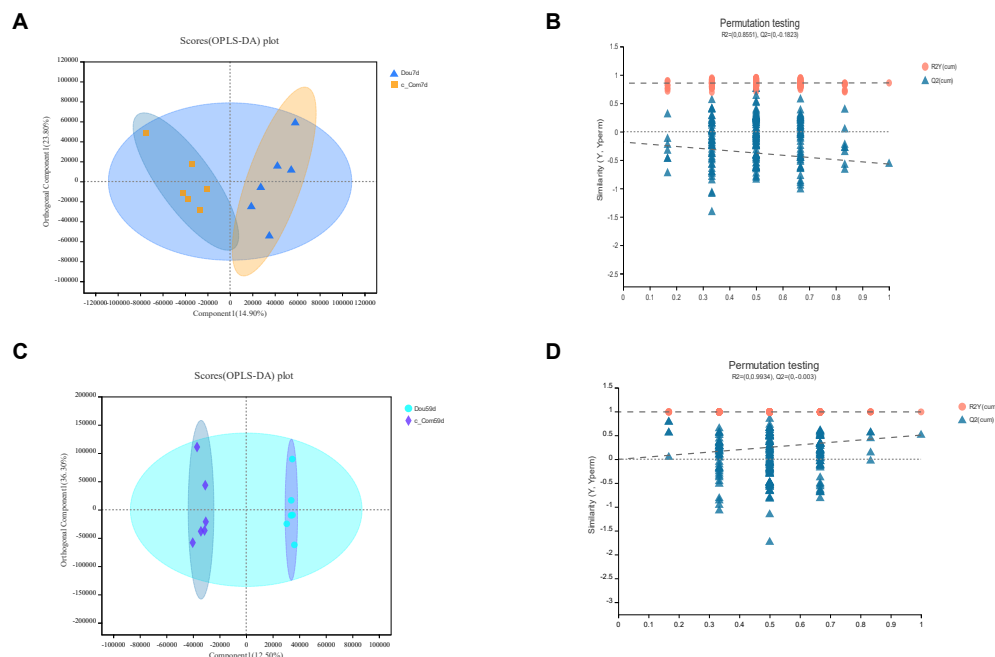 A
Scores(OPLS-DA) plot
Dou7d
c_Com7d
Orthogonal Component1(23.80%)
120000
100000
80000
60000
40000
20000
0
-20000
-40000
-60000
-80000
-100000
-120000 -100000 -80000 -60000 -40000 -20000 0 20000 40000 60000 80000 100000 120000
Component1(14.90%)
B
Permutation testing
R2=(0,0.8551), Q2=(0,-0.1823)
R2Y(cum)
Q2(cum)
Similarity (Y, Yperm)
1.5
1
0.5
0
-0.5
-1
-1.5
-2
-2.5
0 0.1 0.2 0.3 0.4 0.5 0.6 0.7 0.8 0.9 1
C
Scores(OPLS-DA) plot
Dou59d
c_Com59d
Orthogonal Component1(36.30%)
200000
150000
100000
50000
0
-50000
-100000
-150000
-200000
-100000 -80000 -60000 -40000 -20000 0 20000 40000 60000 80000 100000
Component1(12.50%)
D
Permutation testing
R2=(0,0.9934), Q2=(0,-0.003)
R2Y(cum)
Q2(cum)
Similarity (Y, Yperm)
1.5
1
0.5
0
-0.5
-1
-1.5
-2
-2.5
-3
0 0.1 0.2 0.3 0.4 0.5 0.6 0.7 0.8 0.9 1